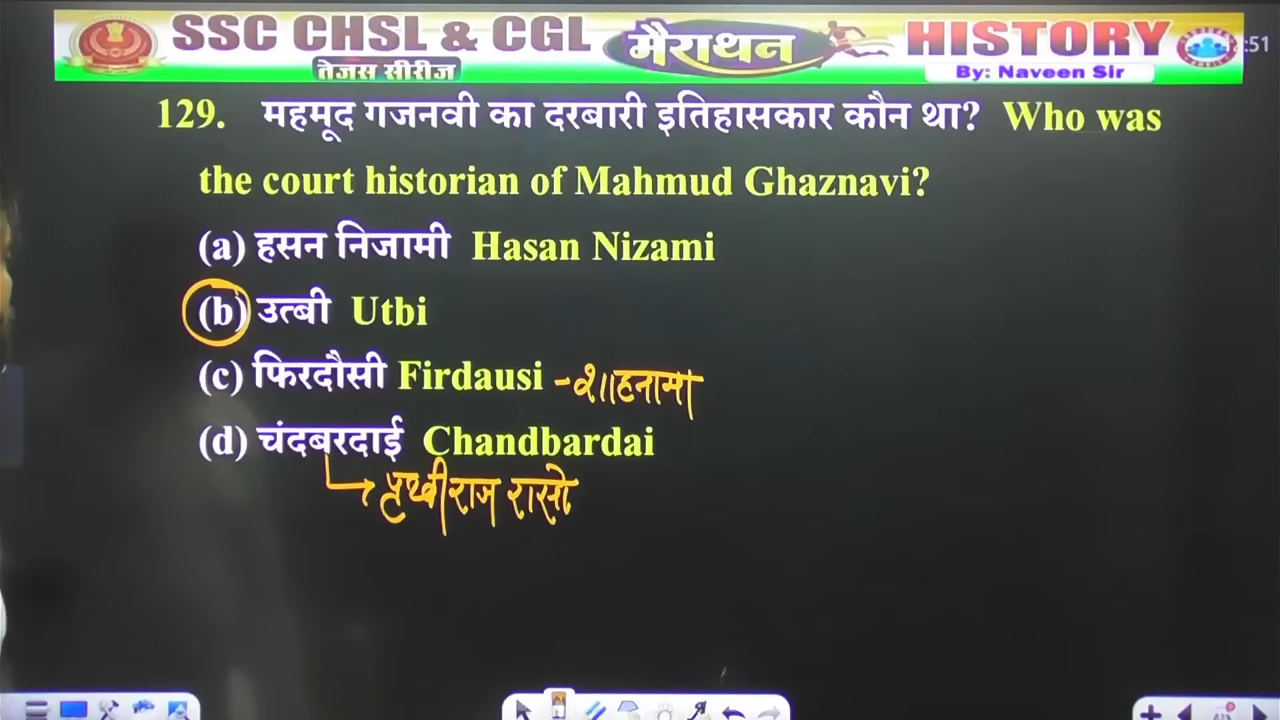 SSC CHSL & CGL मैराथन HISTORY
तेजस सीरीज By: Naveen Sir
:51
129. महमूद गजनवी का दरबारी इतिहासकार कौन था? Who was
the court historian of Mahmud Ghaznavi?
(a) हसन निजामी Hasan Nizami
(b) उत्बी Utbi
(c) फिरदौसी Firdausi - शाहनामा
(d) चंदबरदाई Chandbardai
पृथ्वीराज रासो